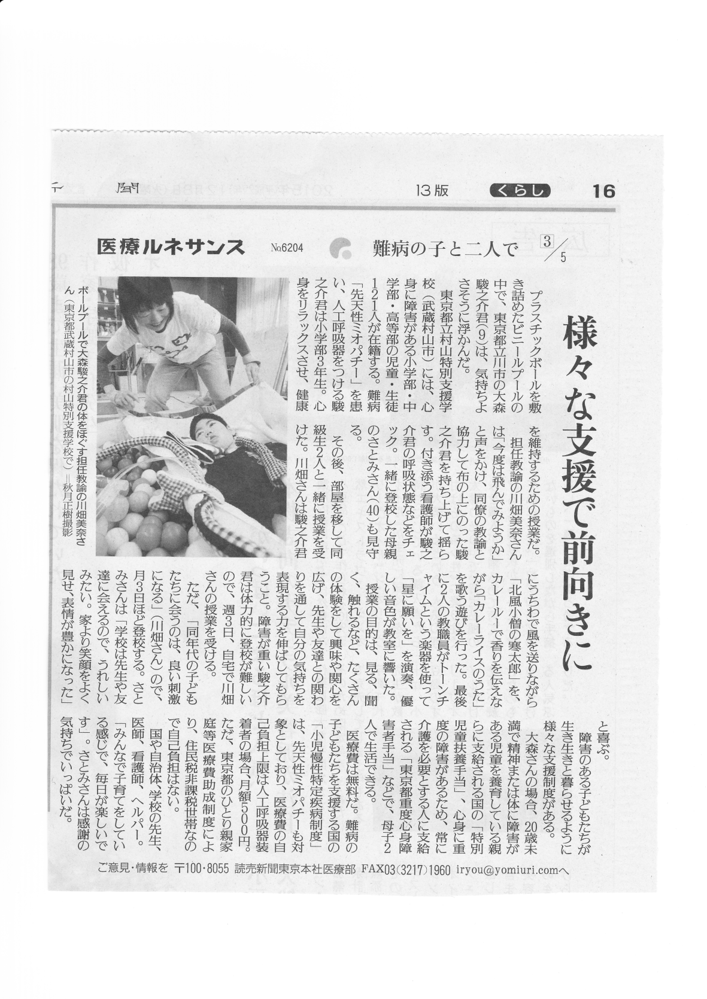 聞
13版
くらし
16
医療ルネサンス
№6204
難病の子と二人で
3/5
様々な支援で前向きに
プラスチックボールを敷
き詰めたビニールプールの
中で、東京都立川市の大森
駿之介君(9)は、気持ちよ
さそうに浮かんだ。
東京都立村山特別支援学
校(武蔵村山市)には、心
身に障害がある小学部・中
学部・高等部の児童・生徒
121人が在籍する。難病
「先天性ミオパチー」を患
い、人工呼吸器をつける駿
之介君は小学部3年生。心
身をリラックスさせ、健康
を維持するための授業だ。
担任教諭の川畑美奈さん
は「今度は飛んでみようか」
と声をかけ、同僚の教諭と
協力して布の上にのった駿
之介君を持ち上げて揺ら
す。付き添う看護師が駿之
介君の呼吸状態などをチェ
ック。一緒に登校した母親
のさとみさん(40)も見守
る。
その後、部屋を移して同
級生2人と一緒に授業を受
けた。川畑さんは駿之介君
にうちわで風を送りながら
「北風小僧の寒太郎」を、
カレールーで香りを伝えな
がら「カレーライスのうた」
を歌う遊びを行った。最後
に2人の教職員がトーンチ
ャイムという楽器を使って
「星に願いを」を演奏、優
しい音色が教室に響いた。
授業の目的は、見る、聞
く、触れるなど、たくさん
の体験をして興味や関心を
広げ、先生や友達との関わ
りを通して自分の気持ちを
表現する力を伸ばしてもら
うこと。障害が重い駿之介
君は体力的に登校が難しい
ので、週3日、自宅で川畑
さんの授業を受ける。
ただ、「同年代の子ども
たちに会うのは、良い刺激
になる」(川畑さん)ので、
月3日ほど登校する。さと
みさんは「学校は先生や友
達に会えるので、うれしい
みたい。家より笑顔をよく
見せ、表情が豊かになった」
と喜ぶ。
障害のある子どもたちが
生き生きと暮らせるように
様々な支援制度がある。
大森さんの場合、20歳未
満で精神または体に障害が
ある児童を養育している親
らに支給される国の「特別
児童扶養手当」、心身に重
度の障害があるため、常に
介護を必要とする人に支給
される「東京都重度心身障
害者手当」などで、母子2
人で生活できる。
医療費は無料だ。難病の
子どもたちを支援する国の
「小児慢性特定疾病制度」
は、先天性ミオパチーも対
象としており、医療費の自
己負担上限は人工呼吸器装
着者の場合、月額500円。
ただ、東京都のひとり親家
庭等医療費助成制度によ
り、住民税非課税世帯なの
で自己負担はない。
国や自治体、学校の先生、
医師、看護師、ヘルパー。
「みんなで子育てをしてい
る感じで、毎日が楽しいで
す」。さとみさんは感謝の
気持ちでいっぱいだ。
ボールプールで大森駿之介君の体をほぐす担任教諭の川畑美奈さ
ん(東京都武蔵村山市の村山特別支援学校で)=秋月正樹撮影
ご意見・情報を 〒100・8055 読売新聞東京本社医療部 FAX03(3217)1960 iryou@yomiuri.comへ